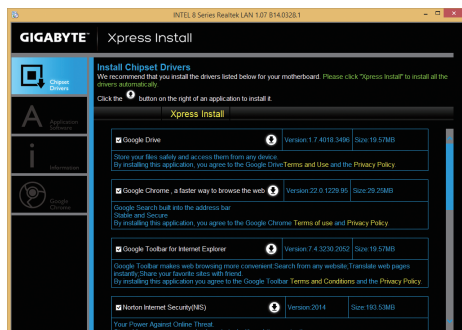 INTEL 8 Series Realtek LAN 1.07 B14.0328.1
GIGABYTE™ Xpress Install
Chipset
Drivers
Application
Software
Information
Google
Chrome
Install Chipset Drivers
We recommend that you install the drivers listed below for your motherboard. Please click "Xpress Install" to install all the
drivers automatically.
Click the button on the right of an application to install it.
Xpress Install
Google Drive Version:1.7.4018.3496 Size:19.57MB
Store your files safely and access them from any device.
By installing this application, you agree to the Google DriveTerms and Use and the Privacy Policy.
Google Chrome , a faster way to browse the web Version:22.0.1229.95 Size:29.25MB
Google Search built into the address bar
Stable and Secure
By installing this application, you agree to the Google Chrome Terms of use and Privacy Policy
Google Toolbar for Internet Explorer Version:7.4.3230.2052 Size:19.57MB
Google Toolbar makes web browsing more convenient.Search from any website;Translate web pages
instantly;Share your favorite sites with friend.
By installing this application you agree to the Google Toolbar Terms and Conditions and the Privacy Policy.
Norton Internet Security(NIS) Version:2014 Size:193.53MB
Your Power Against Online Threat.